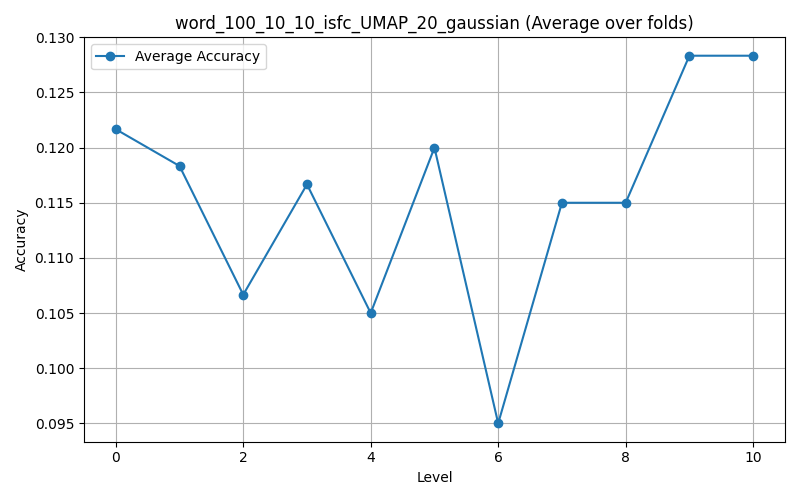 word_100_10_10_isfc_UMAP_20_gaussian (Average over folds)
Average Accuracy
0.130
0.125
0.120
0.115
0.110
0.105
0.100
0.095
Accuracy
0 2 4 6 8 10
Level